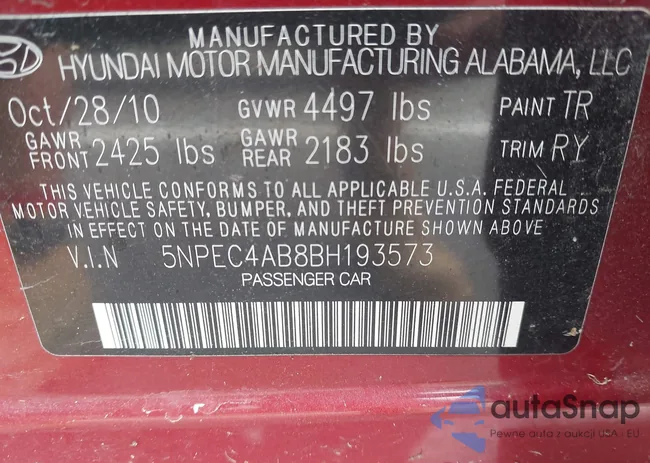 MANUFACTURED BY
HYUNDAI MOTOR MANUFACTURING ALABAMA, LLC
Oct/28/10 GVWR 4497 lbs PAINT TR
GAWR FRONT 2425 lbs GAWR REAR 2183 lbs TRIM RY
THIS VEHICLE CONFORMS TO ALL APPLICABLE U.S.A. FEDERAL
MOTOR VEHICLE SAFETY, BUMPER, AND THEFT PREVENTION STANDARDS
IN EFFECT ON THE DATE OF MANUFACTURE SHOWN ABOVE
V.I.N 5NPEC4AB8BH193573
PASSENGER CAR
autaSnap
Pewne auta z aukcji USA - EU